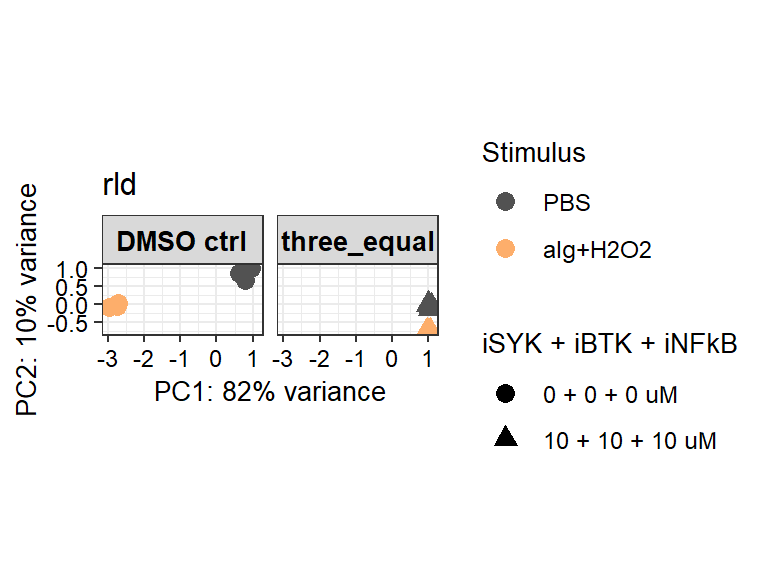 rld
DMSO ctrl
three_equal
PC2: 10% variance
1.0
0.5
0.0
-0.5
-3 -2 -1 0 1
-3 -2 -1 0 1
PC1: 82% variance
Stimulus
PBS
aIg+H2O2
iSYK + iBTK + iNFkB
0 + 0 + 0 uM
10 + 10 + 10 uM